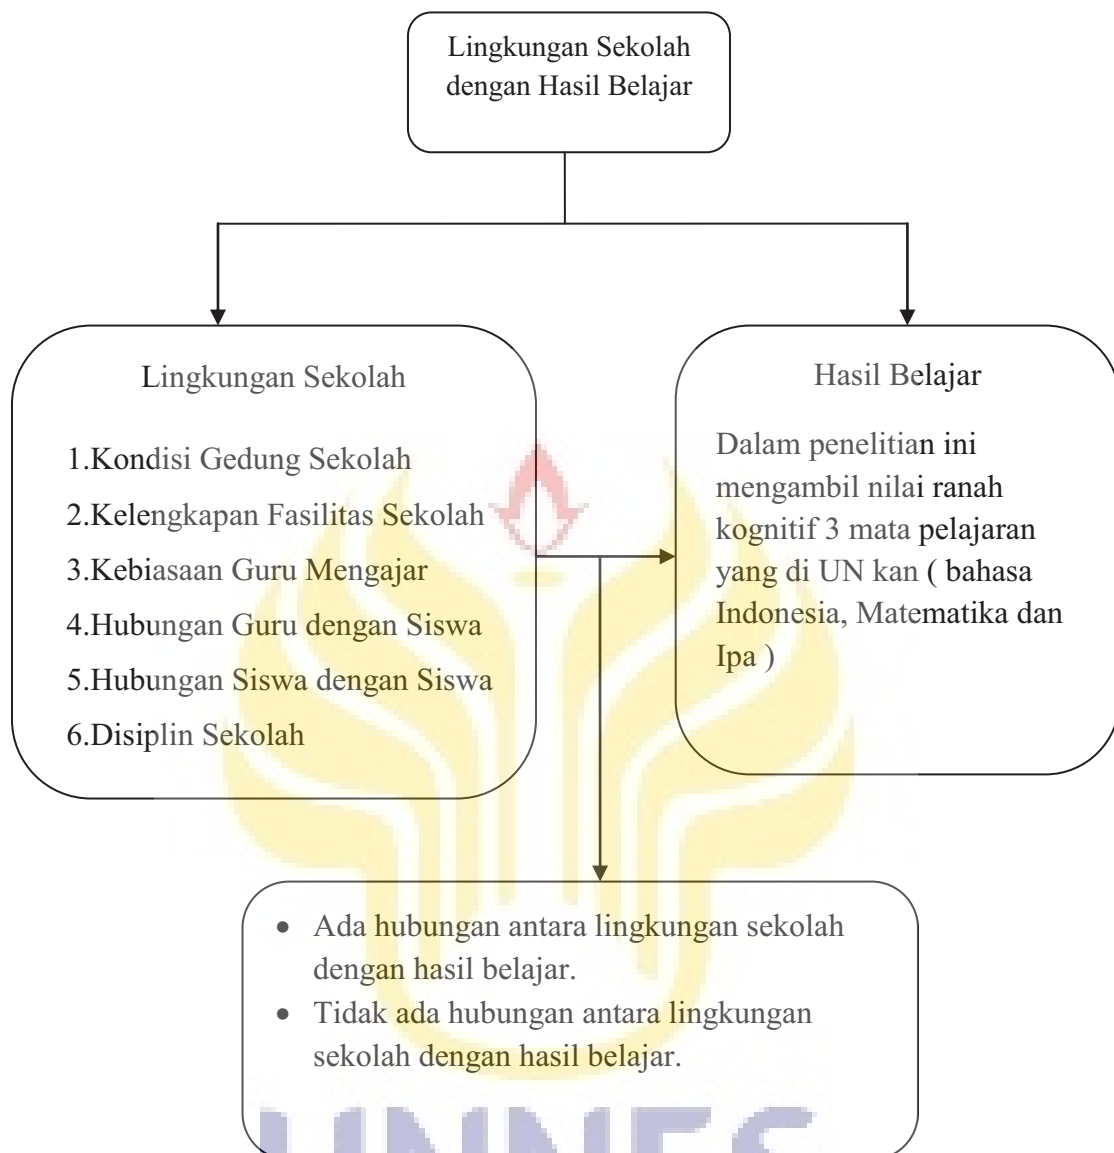 Lingkungan Sekolah
dengan Hasil Belajar
Lingkungan Sekolah
1.Kondisi Gedung Sekolah
2.Kelengkapan Fasilitas Sekolah
3.Kebiasaan Guru Mengajar
4.Hubungan Guru dengan Siswa
5.Hubungan Siswa dengan Siswa
6.Disiplin Sekolah
Hasil Belajar
Dalam penelitian ini
mengambil nilai ranah
kognitif 3 mata pelajaran
yang di UN kan ( bahasa
Indonesia, Matematika dan
Ipa )
• Ada hubungan antara lingkungan sekolah
dengan hasil belajar.
• Tidak ada hubungan antara lingkungan
sekolah dengan hasil belajar.
UNNES